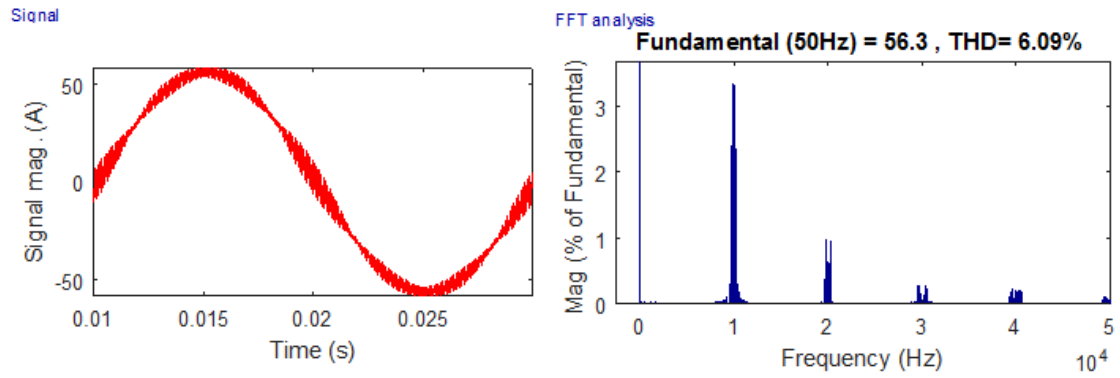 Signal
50
0
-50
Signal mag. (A)
0.01 0.015 0.02 0.025
Time (s)
FFT analysis
Fundamental (50Hz) = 56.3 , THD= 6.09%
3
2
1
0
Mag (% of Fundamental)
0 1 2 3 4 5
Frequency (Hz) 10⁴